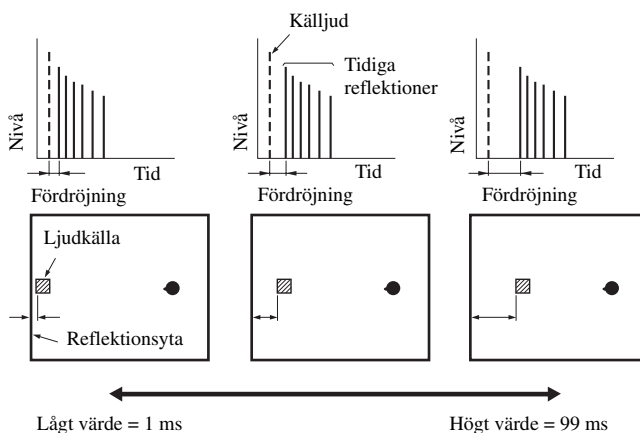 Källjud
Tidiga
reflektioner
Nivå
Nivå
Nivå
Tid
Tid
Tid
Fördröjning
Fördröjning
Fördröjning
Ljudkälla
Reflektionsyta
Lågt värde = 1 ms
Högt värde = 99 ms